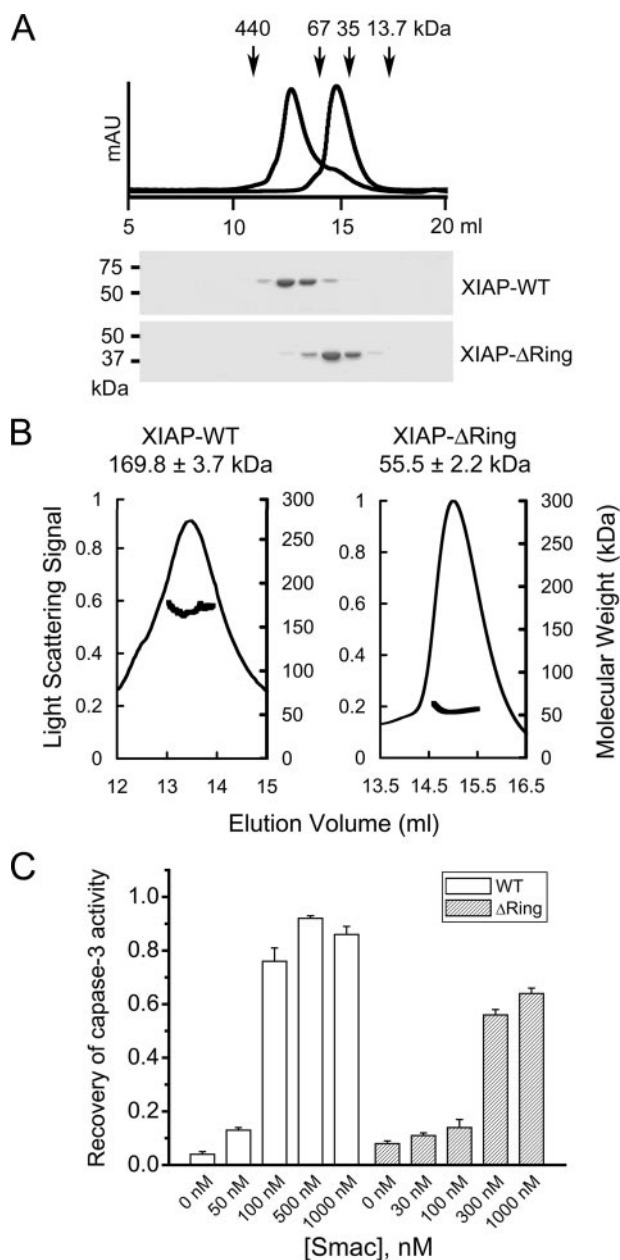 A
440 67 35 13.7 kDa
mAU
5 10 15 20 ml
75
50
XIAP-WT
50
37
kDa
XIAP-ΔRing
B
XIAP-WT
169.8 ± 3.7 kDa
XIAP-ΔRing
55.5 ± 2.2 kDa
Light Scattering Signal
1
0.8
0.6
0.4
0.2
0
300
250
200
150
100
50
0
12 13 14 15
1
0.8
0.6
0.4
0.2
0
300
250
200
150
100
50
0
13.5 14.5 15.5 16.5
Molecular Weight (kDa)
Elution Volume (ml)
C
Recovery of capase-3 activity
1.0
0.8
0.6
0.4
0.2
0.0
WT
ΔRing
0 nM 50 nM 100 nM 500 nM 1000 nM 0 nM 30 nM 100 nM 300 nM 1000 nM
[Smac], nM